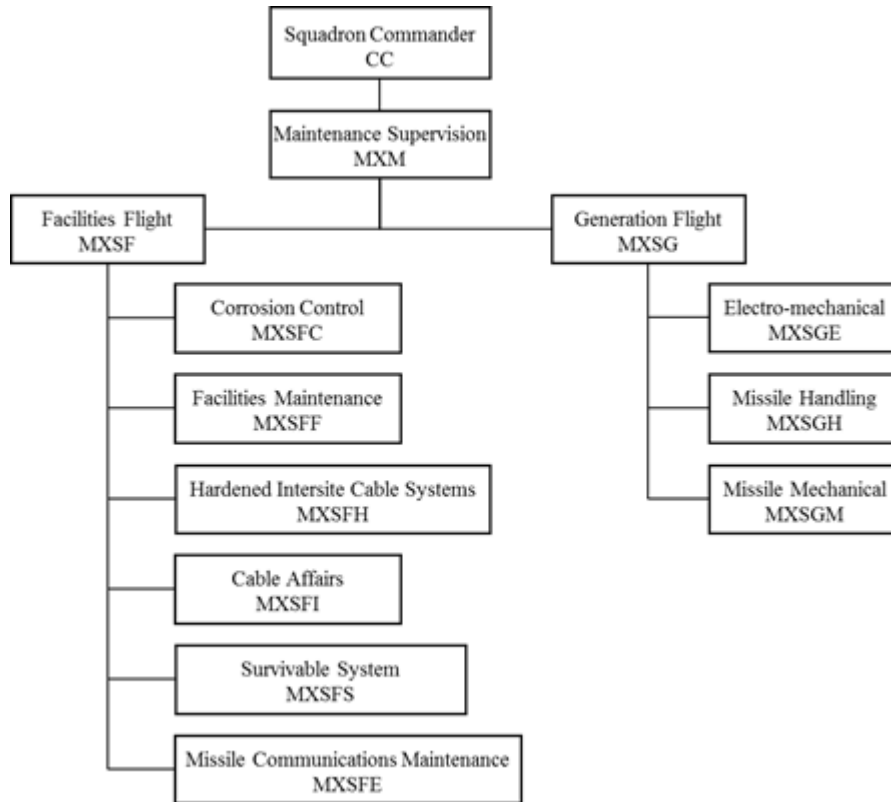 Squadron Commander
CC
Maintenance Supervision
MXM
Facilities Flight
MXSF
Generation Flight
MXSG
Corrosion Control
MXSFC
Facilities Maintenance
MXSFF
Hardened Intersite Cable Systems
MXSFH
Cable Affairs
MXSFI
Survivable System
MXSFS
Missile Communications Maintenance
MXSFE
Electro-mechanical
MXSGE
Missile Handling
MXSGH
Missile Mechanical
MXSGM